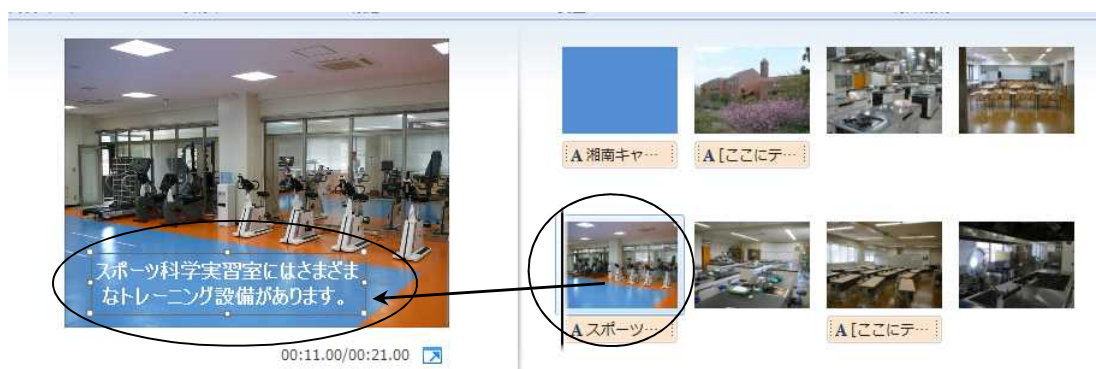 スポーツ科学実習室にはさまざま
なトレーニング設備があります。
00:11.00/00:21.00
A 湘南キャ…
A [ここにテ…
A スポーツ…
A [ここにテ…